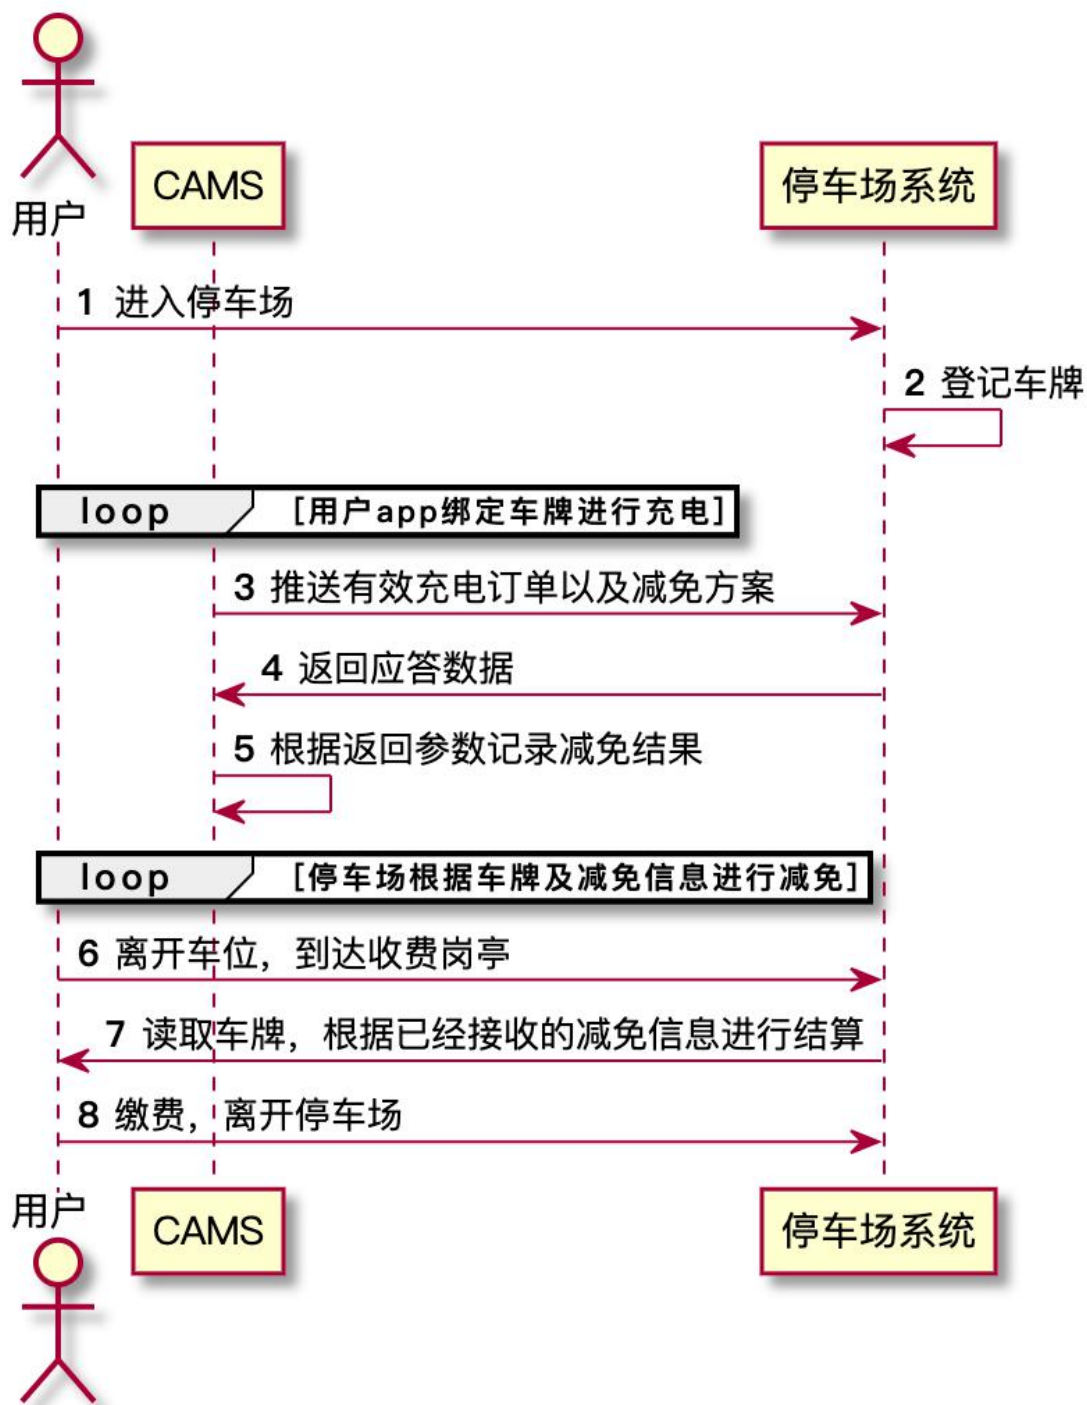 用户
CAMS
停车场系统
1 进入停车场
2 登记车牌
loop [用户app绑定车牌进行充电]
3 推送有效充电订单以及减免方案
4 返回应答数据
5 根据返回参数记录减免结果
loop [停车场根据车牌及减免信息进行减免]
6 离开车位，到达收费岗亭
7 读取车牌，根据已经接收的减免信息进行结算
8 缴费，离开停车场
用户
CAMS
停车场系统